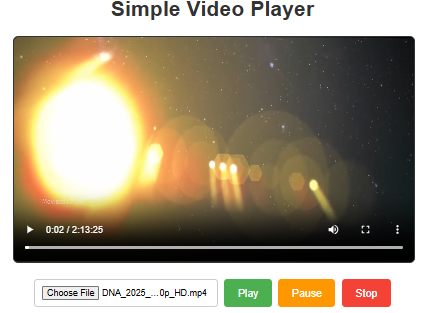 Simple Video Player
0:02 / 2:13:25
Choose File DNA_2025_...0p_HD.mp4
Play Pause Stop